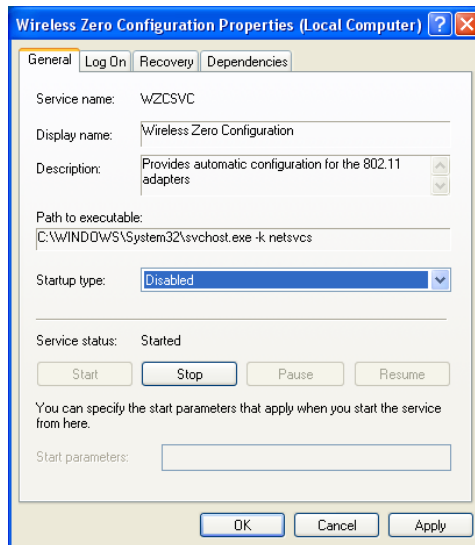 Wireless Zero Configuration Properties (Local Computer)
General Log On Recovery Dependencies
Service name: WZCSVC
Display name: Wireless Zero Configuration
Description: Provides automatic configuration for the 802.11
adapters
Path to executable:
C:\WINDOWS\System32\svchost.exe -k netsvcs
Startup type: Disabled
Service status: Started
Start Stop Pause Resume
You can specify the start parameters that apply when you start the service
from here.
Start parameters:
OK Cancel Apply